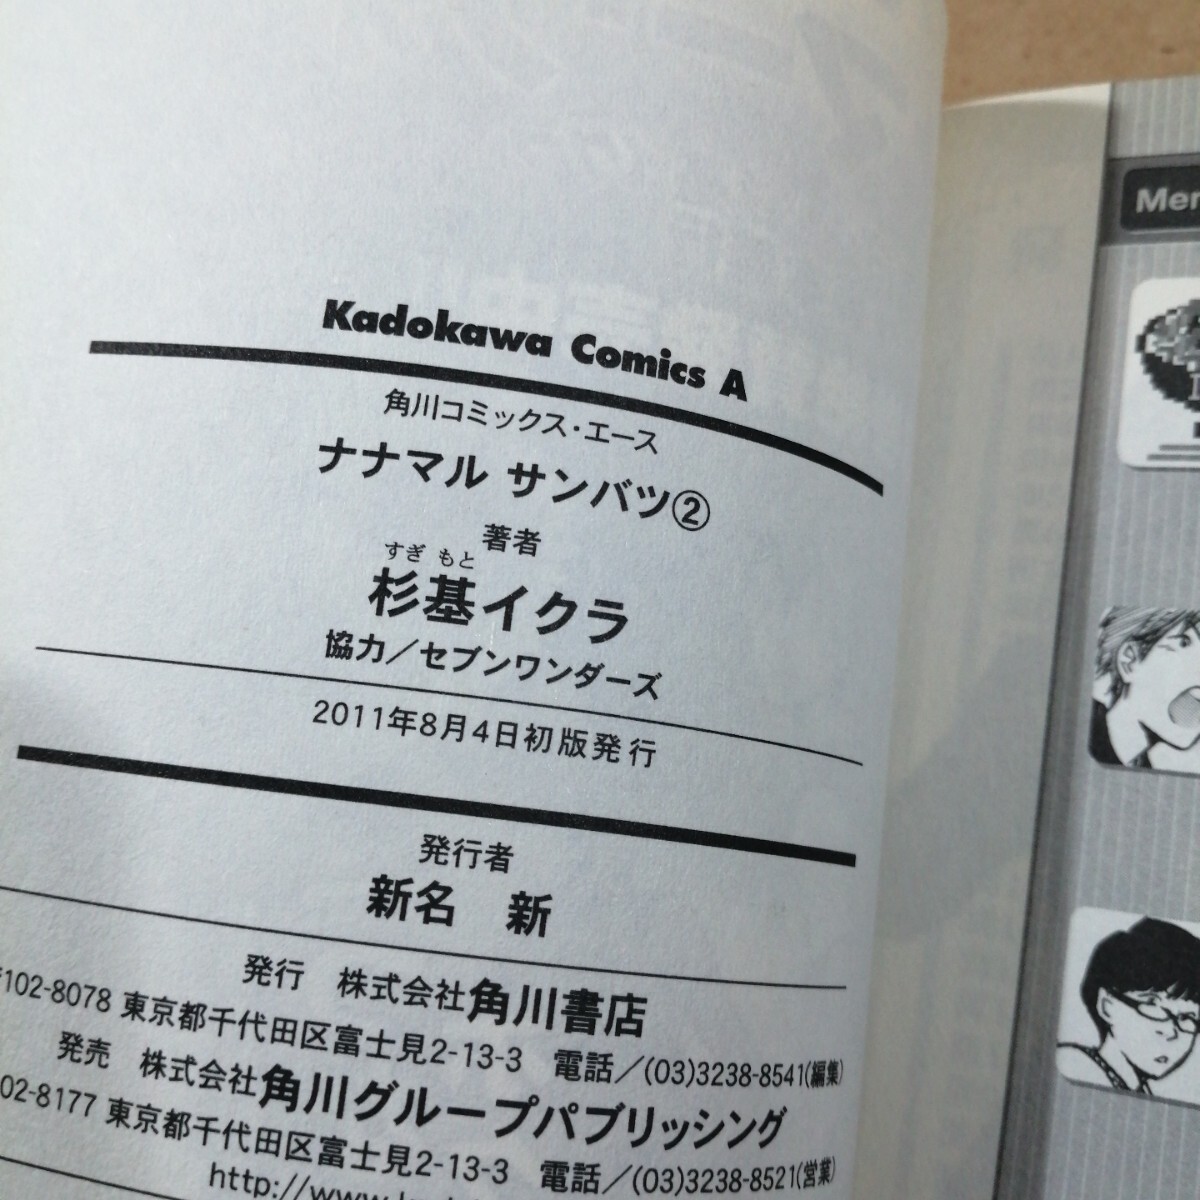 Kadokawa Comics A
角川コミックス・エース
ナナマル サンバツ②
著者
すぎ もと
杉基イクラ
協力／セブンワンダーズ
2011年8月4日初版発行
発行者
新名 新
発行 株式会社角川書店
〒102-8078 東京都千代田区富士見2-13-3 電話／(03)3238-8541(編集)
発売 株式会社角川グループパブリッシング
02-8177 東京都千代田区富士見2-13-3 電話／(03)3238-8521(営業)
http://www.
Mem